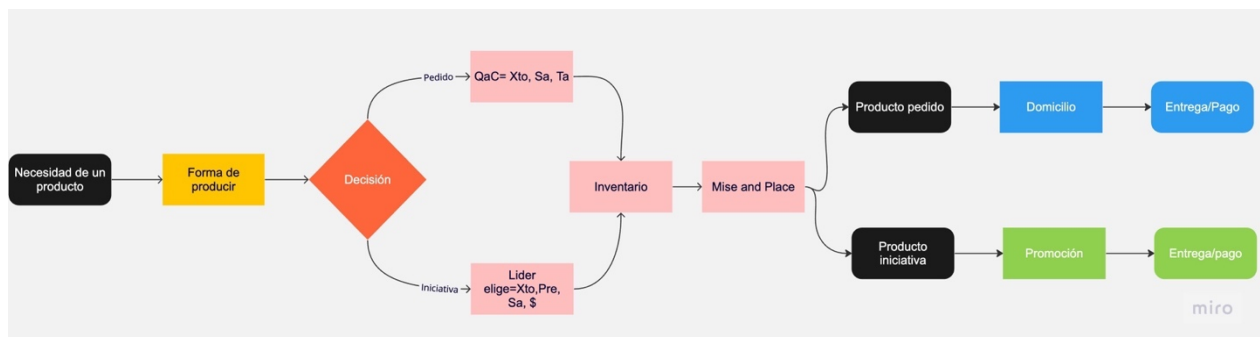 Necesidad de un
producto
Forma de
producir
Decisión
Pedido
QaC= Xto, Sa, Ta
Iniciativa
Lider
elige=Xto,Pre,
Sa, $
Inventario
Mise and Place
Producto pedido
Domicilio
Entrega/Pago
Producto
iniciativa
Promoción
Entrega/pago
miro